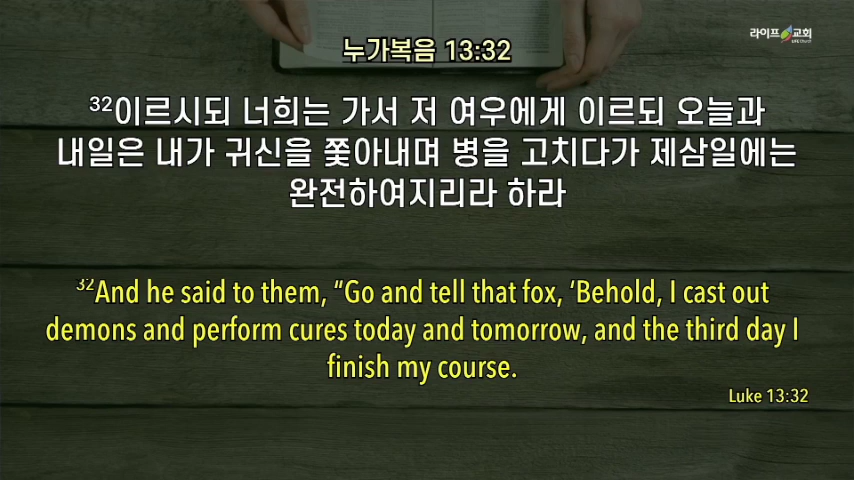 누가복음 13:32
라이프 교회
LIFE Church
32이르시되 너희는 가서 저 여우에게 이르되 오늘과
내일은 내가 귀신을 쫓아내며 병을 고치다가 제삼일에는
완전하여지리라 하라
32And he said to them, “Go and tell that fox, ‘Behold, I cast out
demons and perform cures today and tomorrow, and the third day I
finish my course.
Luke 13:32